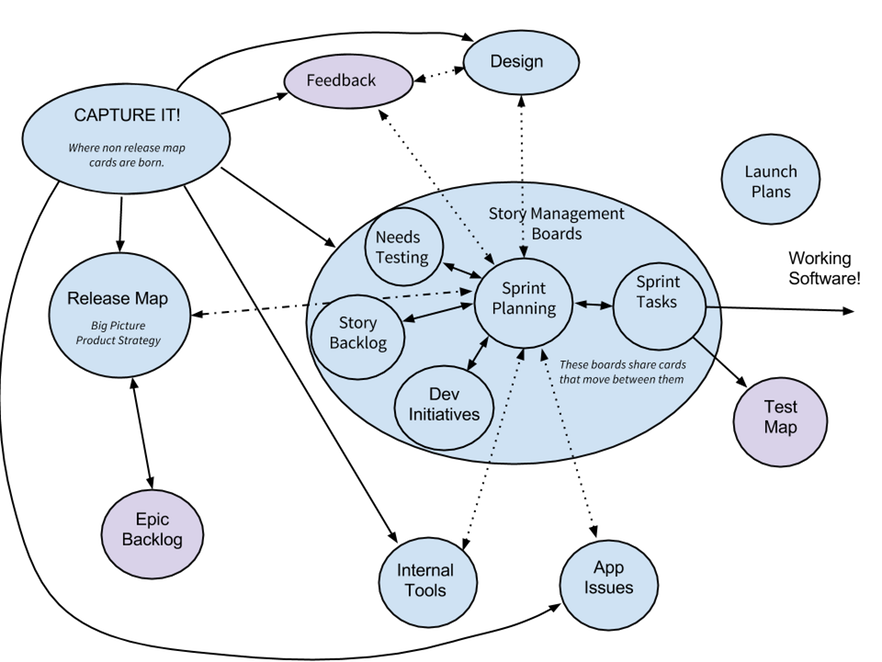 Feedback
Design
CAPTURE IT!
Where non release map
cards are born.
Launch
Plans
Story Management
Boards
Needs
Testing
Working
Software!
Release Map
Big Picture
Product Strategy
Sprint
Planning
Sprint
Tasks
Story
Backlog
These boards share cards
that move between them
Dev
Initiatives
Test
Map
Epic
Backlog
Internal
Tools
App
Issues